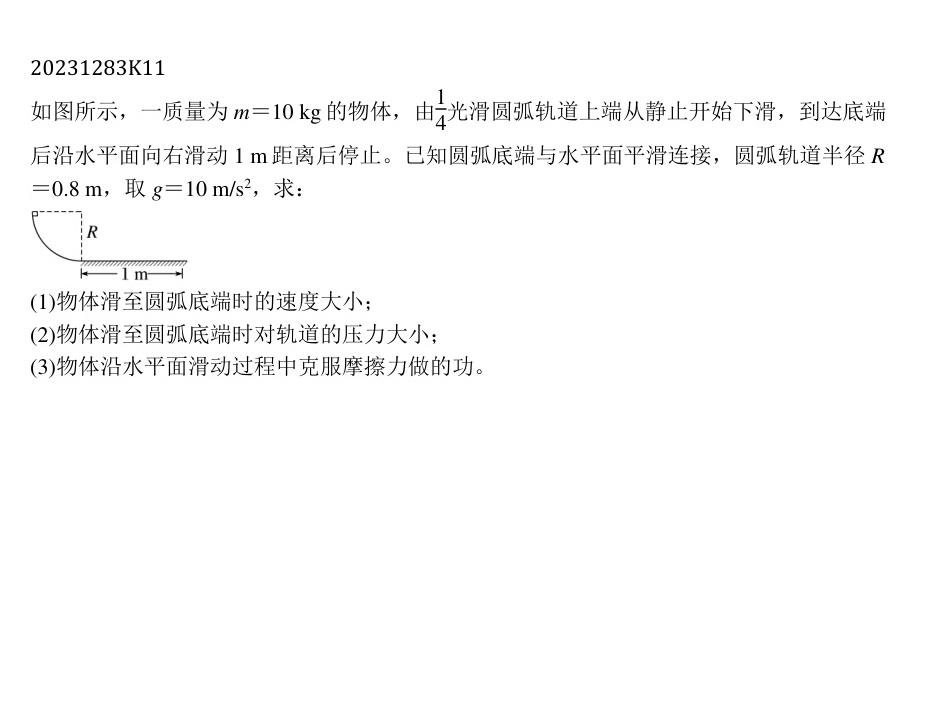 20231283K11
如图所示，一质量为 m＝10 kg 的物体，由1/4光滑圆弧轨道上端从静止开始下滑，到达底端
后沿水平面向右滑动 1 m 距离后停止。已知圆弧底端与水平面平滑连接，圆弧轨道半径 R
＝0.8 m，取 g＝10 m/s²，求：
R
1 m
(1)物体滑至圆弧底端时的速度大小；
(2)物体滑至圆弧底端时对轨道的压力大小；
(3)物体沿水平面滑动过程中克服摩擦力做的功。